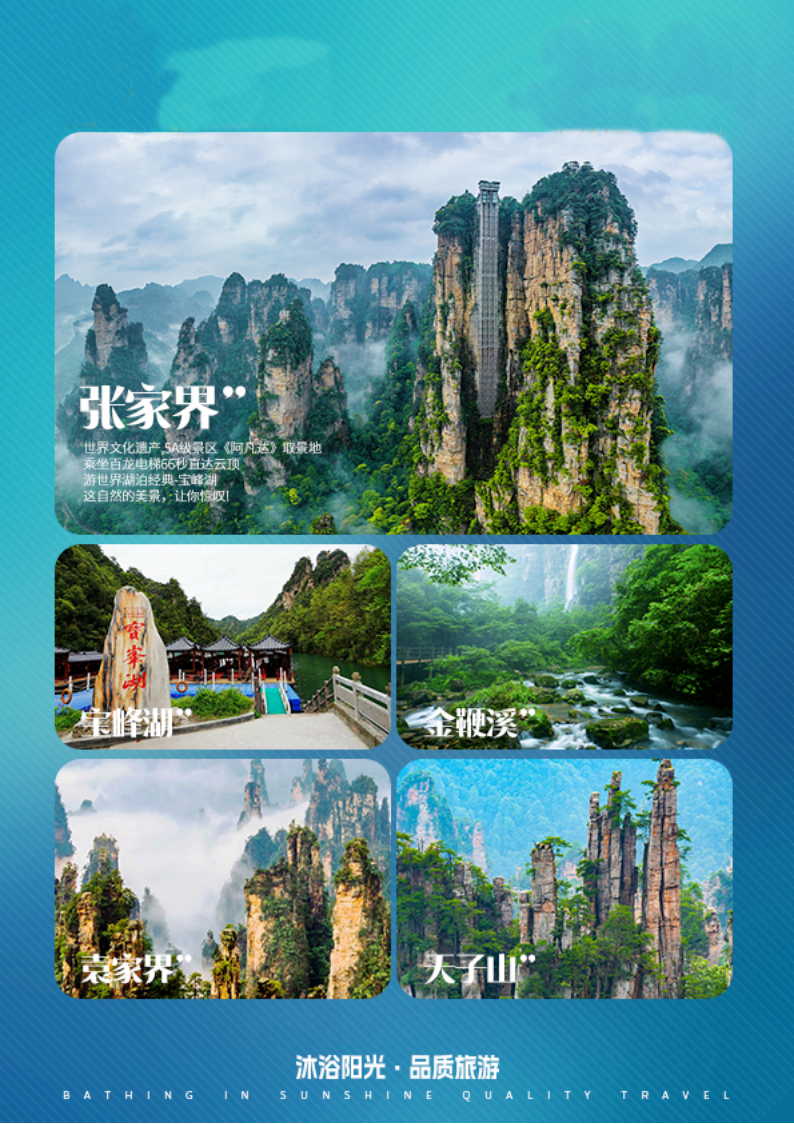 张家界”
世界文化遗产,5A级景区《阿凡达》取景地
乘坐百龙电梯66秒直达云顶
游世界湖泊经典-宝峰湖
这自然的美景，让你惊叹!
寶峯湖
宝峰湖”
金鞭溪”
袁家界”
天子山”
沐浴阳光·品质旅游
BATHING IN SUNSHINE QUALITY TRAVEL